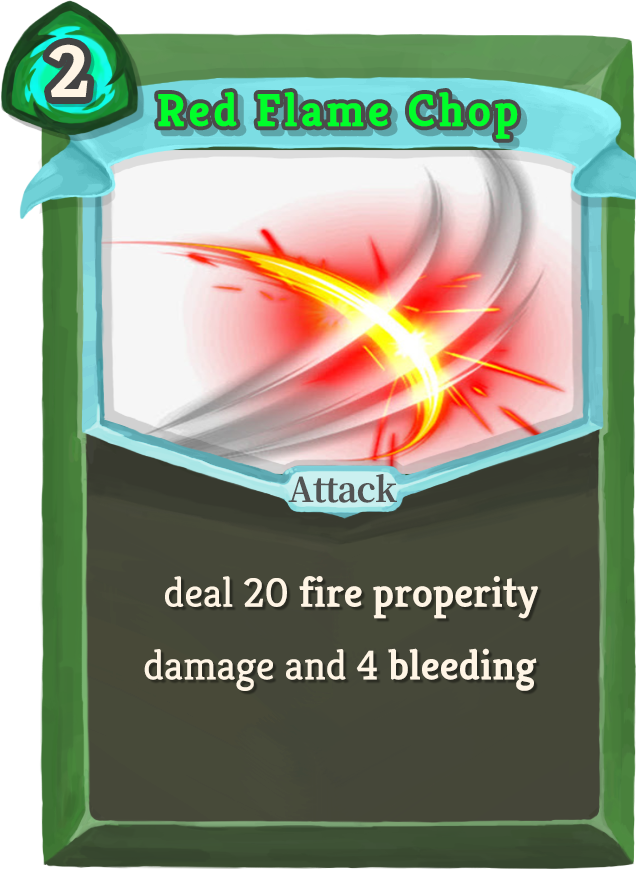 2
Red Flame Chop
Attack
deal 20 fire properity
damage and 4 bleeding